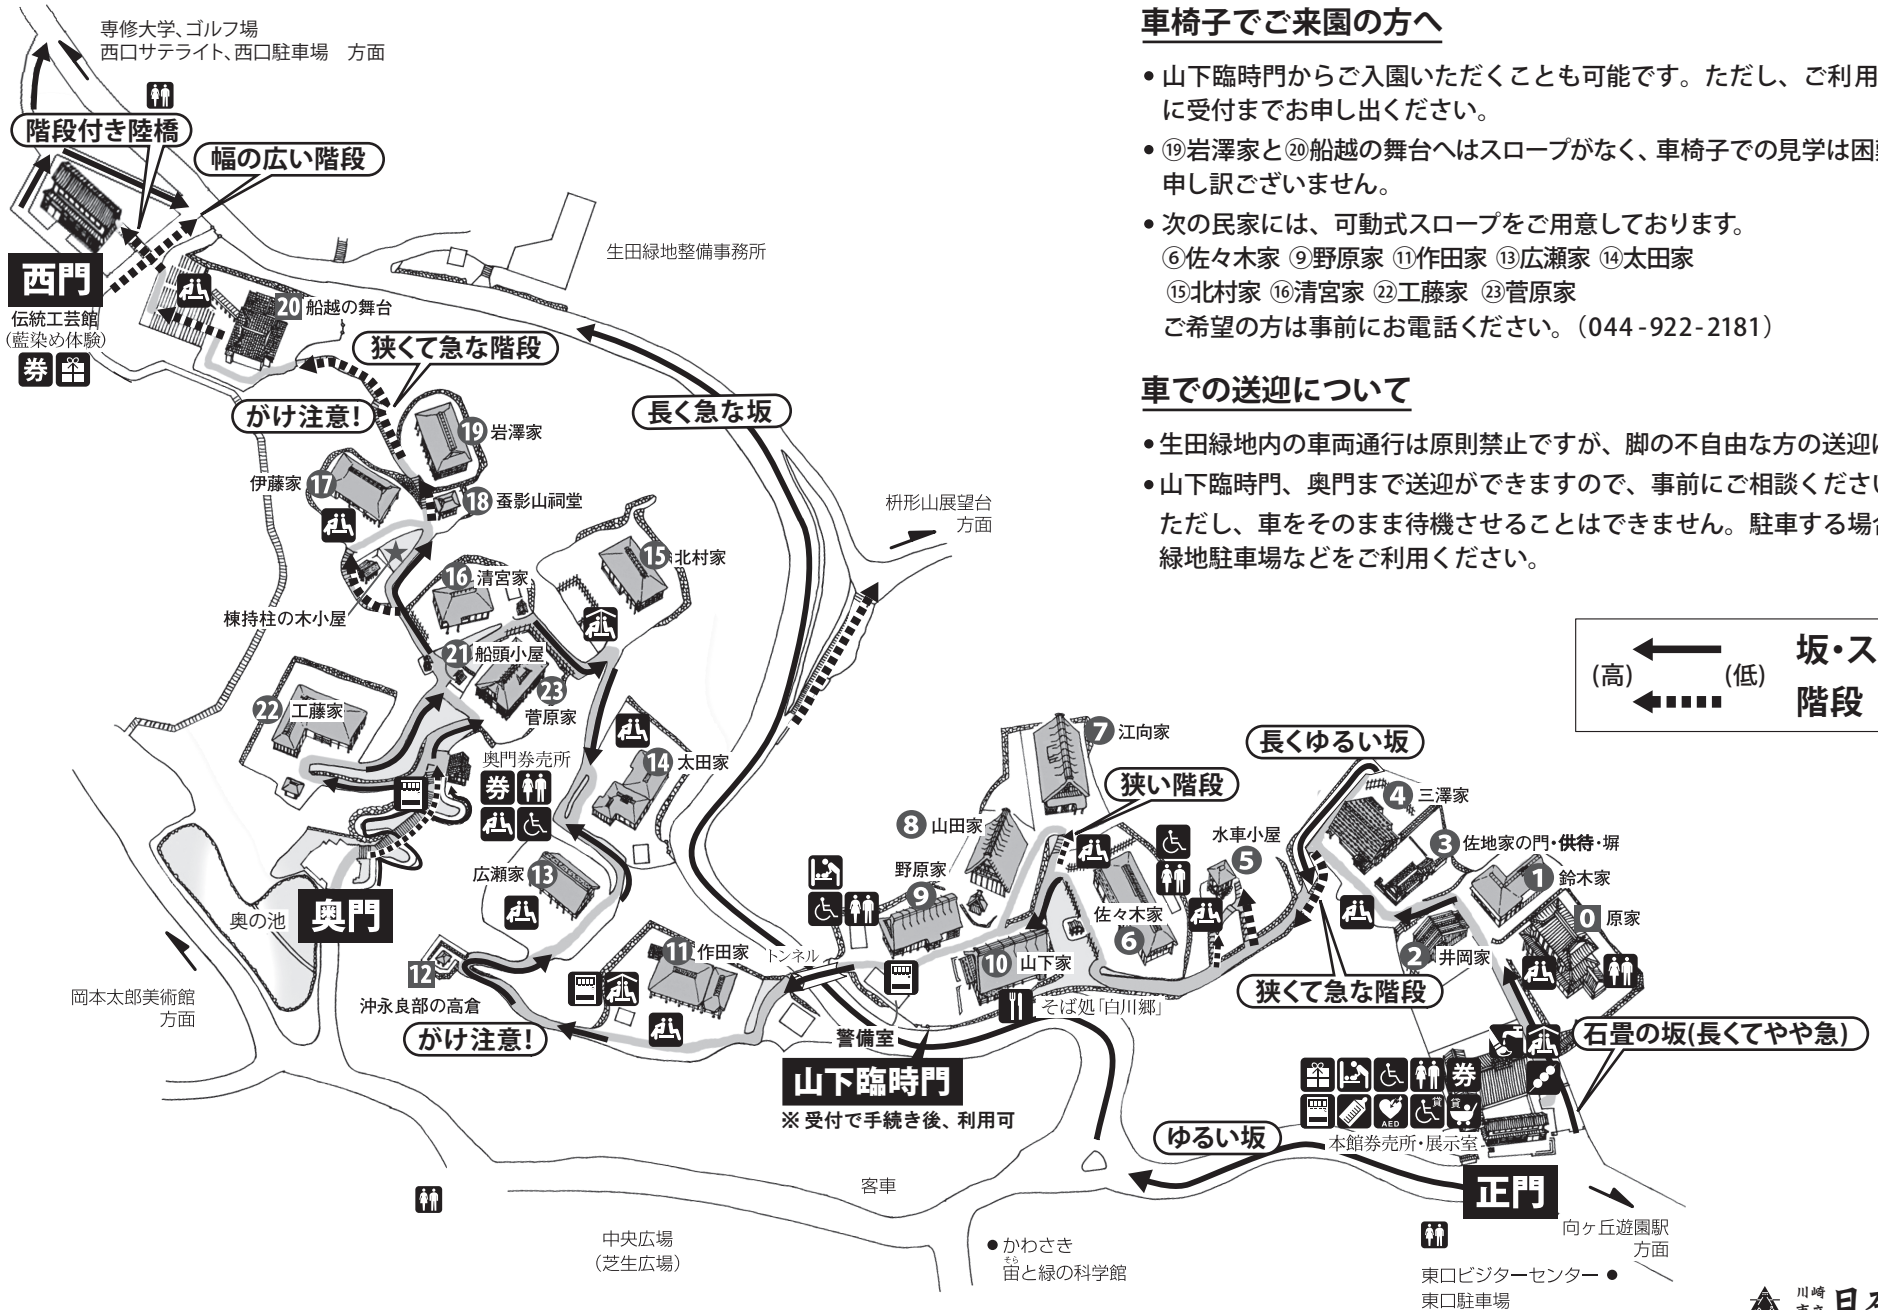 専修大学、ゴルフ場
西口サテライト、西口駐車場　方面
階段付き陸橋
幅の広い階段
西門
伝統工芸館
(藍染め体験)
券
生田緑地整備事務所
20 船越の舞台
狭くて急な階段
がけ注意!
長く急な坂
19 岩澤家
伊藤家 17
18 蚕影山祠堂
枡形山展望台
方面
15 北村家
16 清宮家
棟持柱の木小屋
21 船頭小屋
23
菅原家
22 工藤家
奥門券売所
券
14 太田家
広瀬家 13
奥の池
奥門
岡本太郎美術館
方面
12
沖永良部の高倉
がけ注意!
11 作田家
トンネル
警備室
山下臨時門
※ 受付で手続き後、利用可
7 江向家
長くゆるい坂
狭い階段
8 山田家
水車小屋
5
野原家
9
佐々木家
6
10 山下家
そば処「白川郷」
4 三澤家
3 佐地家の門・供待・塀
1 鈴木家
0 原家
2 井岡家
狭くて急な階段
石畳の坂(長くてやや急)
券
AED
貸
貸
本館券売所・展示室
ゆるい坂
正門
向ヶ丘遊園駅
方面
東口ビジターセンター ●
東口駐車場
客車
中央広場
(芝生広場)
● かわさき
そら
宙と緑の科学館
車椅子でご来園の方へ
• 山下臨時門からご入園いただくことも可能です。ただし、ご利用
に受付までお申し出ください。
• ⑲岩澤家と⑳船越の舞台へはスロープがなく、車椅子での見学は困
申し訳ございません。
• 次の民家には、可動式スロープをご用意しております。
⑥佐々木家 ⑨野原家 ⑪作田家 ⑬広瀬家 ⑭太田家
⑮北村家 ⑯清宮家 ㉒工藤家 ㉓菅原家
ご希望の方は事前にお電話ください。（044-922-2181）
車での送迎について
• 生田緑地内の車両通行は原則禁止ですが、脚の不自由な方の送迎
• 山下臨時門、奥門まで送迎ができますので、事前にご相談くださ
ただし、車をそのまま待機させることはできません。駐車する場
緑地駐車場などをご利用ください。
(高) (低) 坂・ス
階段
川崎
日